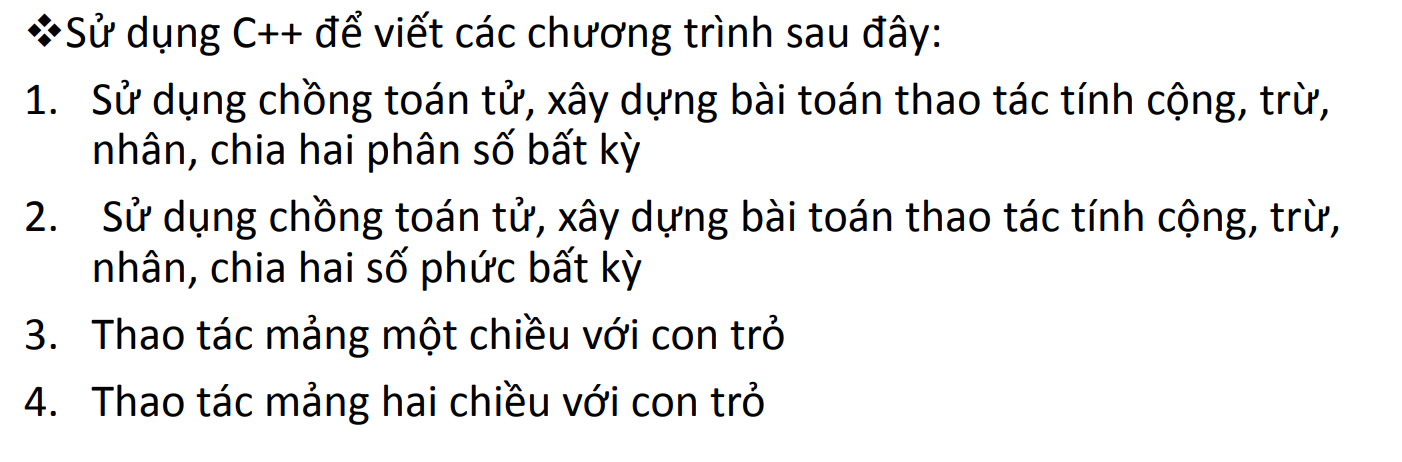 ❖Sử dụng C++ để viết các chương trình sau đây:
1. Sử dụng chồng toán tử, xây dựng bài toán thao tác tính cộng, trừ,
nhân, chia hai phân số bất kỳ
2. Sử dụng chồng toán tử, xây dựng bài toán thao tác tính cộng, trừ,
nhân, chia hai số phức bất kỳ
3. Thao tác mảng một chiều với con trỏ
4. Thao tác mảng hai chiều với con trỏ